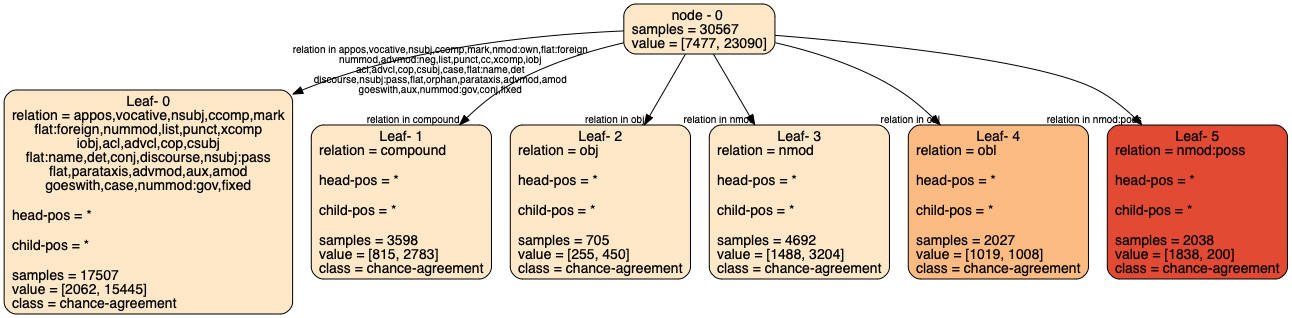 node - 0
samples = 30567
value = [7477, 23090]
relation in appos,vocative,nsubj,ccomp,mark,nmod:own,flat:foreign
nummod,advmod:neg,list,punct,cc,xcomp,iobj
acl,advcl,cop,csubj,case,flat:name,det
discourse,nsubj:pass,flat,orphan,parataxis,advmod,amod
goeswith,aux,nummod:gov,conj,fixed
Leaf- 0
relation = appos,vocative,nsubj,ccomp,mark
flat:foreign,nummod,list,punct,xcomp
iobj,acl,advcl,cop,csubj
flat:name,det,conj,discourse,nsubj:pass
flat,parataxis,advmod,aux,amod
goeswith,case,nummod:gov,fixed
head-pos = *
child-pos = *
samples = 17507
value = [2062, 15445]
class = chance-agreement
relation in compound
Leaf- 1
relation = compound
head-pos = *
child-pos = *
samples = 3598
value = [815, 2783]
class = chance-agreement
relation in obj
Leaf- 2
relation = obj
head-pos = *
child-pos = *
samples = 705
value = [255, 450]
class = chance-agreement
relation in nmod
Leaf- 3
relation = nmod
head-pos = *
child-pos = *
samples = 4692
value = [1488, 3204]
class = chance-agreement
relation in obl
Leaf- 4
relation = obl
head-pos = *
child-pos = *
samples = 2027
value = [1019, 1008]
class = chance-agreement
relation in nmod:poss
Leaf- 5
relation = nmod:poss
head-pos = *
child-pos = *
samples = 2038
value = [1838, 200]
class = chance-agreement